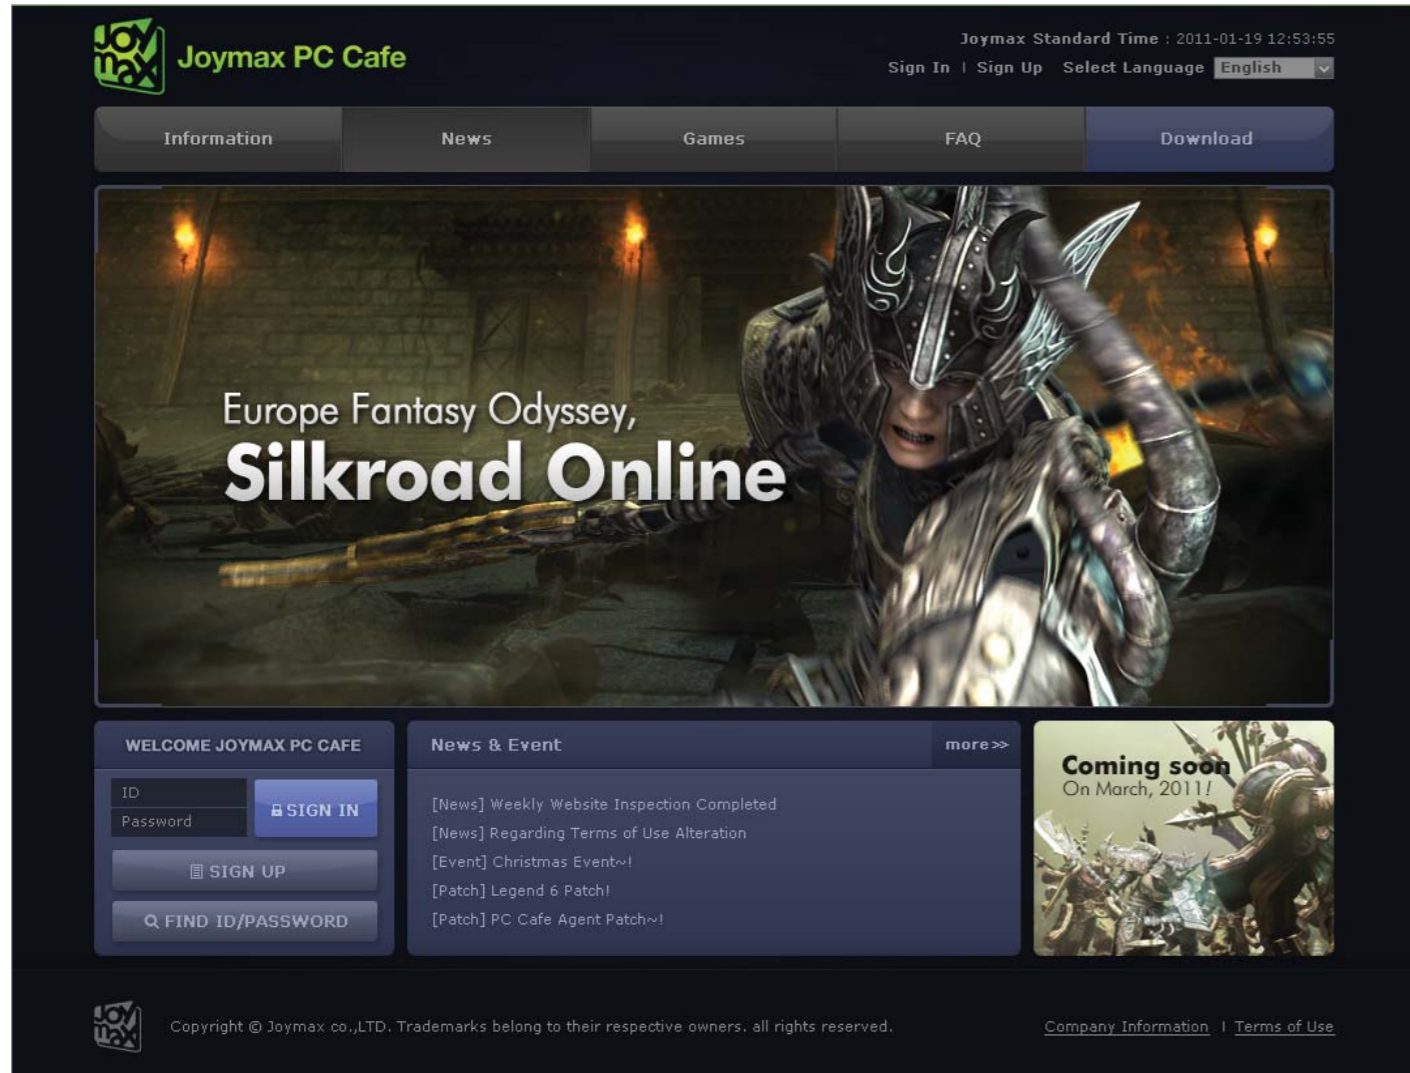 JOY
MAX
Joymax PC Cafe
Joymax Standard Time : 2011-01-19 12:53:55
Sign In | Sign Up Select Language English
Information News Games FAQ Download
Europe Fantasy Odyssey,
Silkroad Online
WELCOME JOYMAX PC CAFE
ID
Password
SIGN IN
SIGN UP
FIND ID/PASSWORD
News & Event more>>
[News] Weekly Website Inspection Completed
[News] Regarding Terms of Use Alteration
[Event] Christmas Event~!
[Patch] Legend 6 Patch!
[Patch] PC Cafe Agent Patch~!
Coming soon
On March, 2011!
JOY
MAX
Copyright © Joymax co.,LTD. Trademarks belong to their respective owners. all rights reserved.
Company Information | Terms of Use